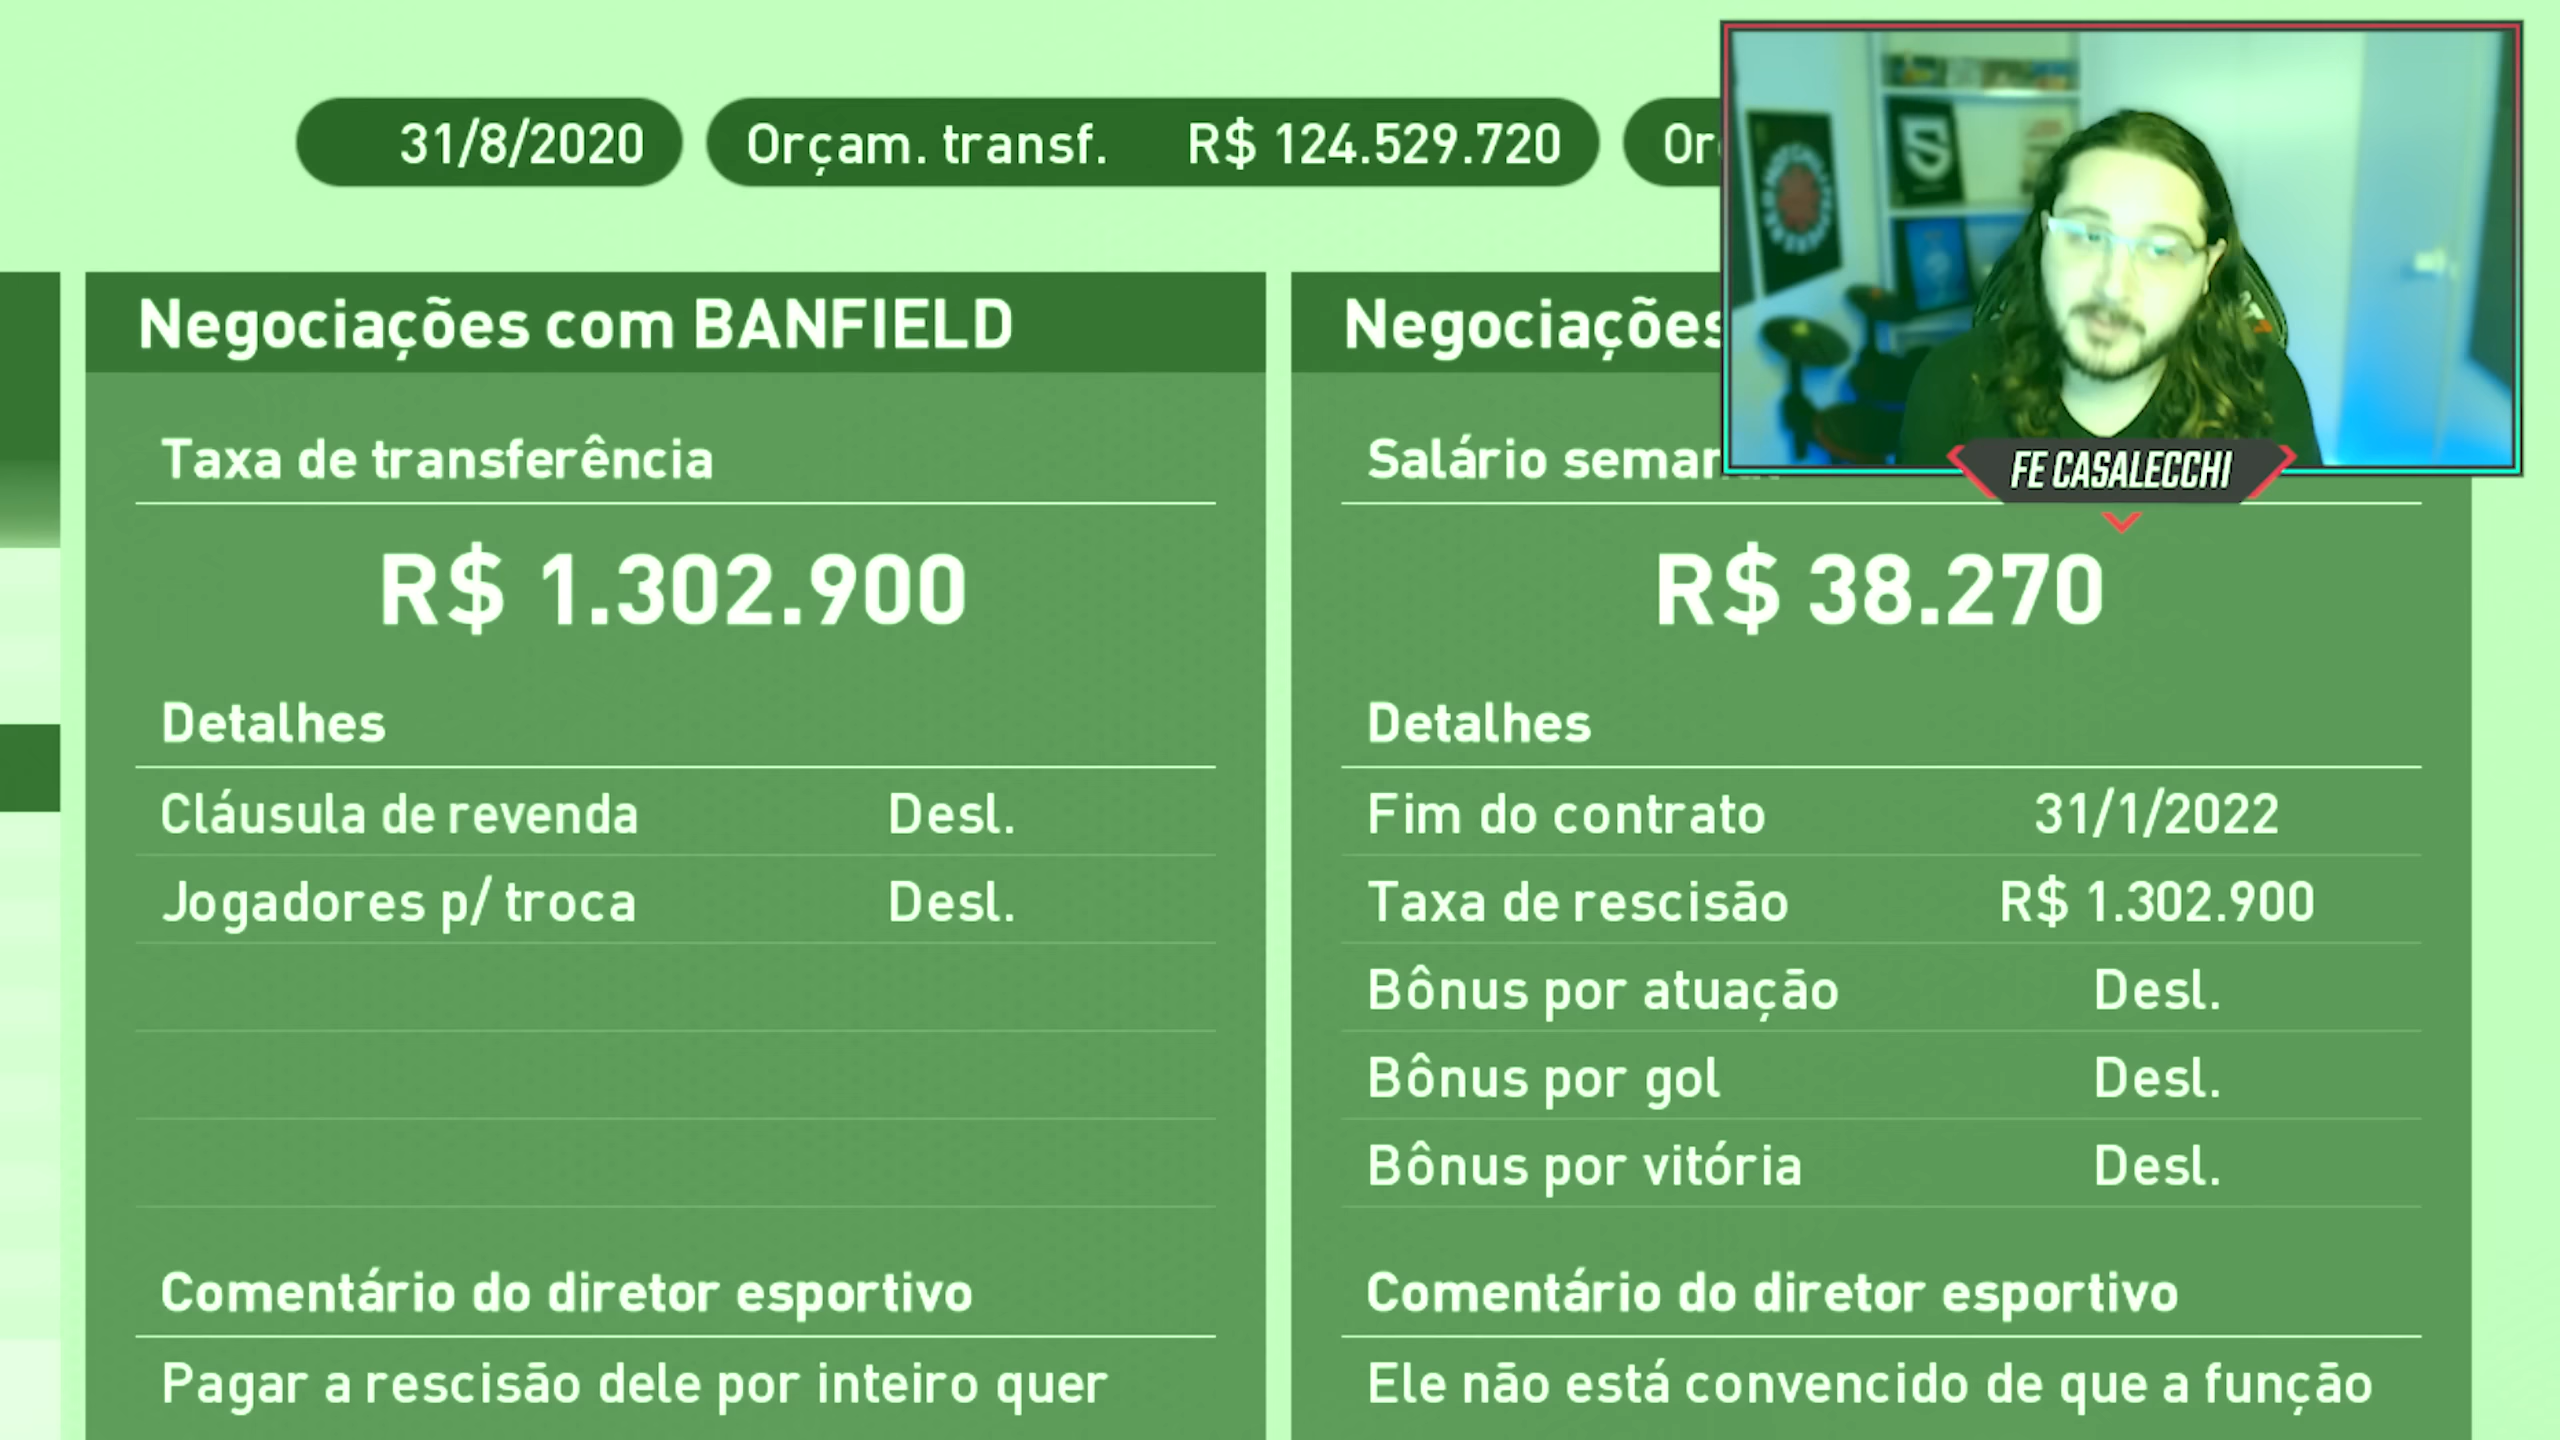 31/8/2020
Orçam. transf. R$ 124.529.720
Negociações com BANFIELD
Taxa de transferência
R$ 1.302.900
Detalhes
Cláusula de revenda Desl.
Jogadores p/ troca Desl.
Comentário do diretor esportivo
Pagar a rescisão dele por inteiro quer
Negociações
Salário semanal
R$ 38.270
Detalhes
Fim do contrato 31/1/2022
Taxa de rescisão R$ 1.302.900
Bônus por atuação Desl.
Bônus por gol Desl.
Bônus por vitória Desl.
Comentário do diretor esportivo
Ele não está convencido de que a função
FE CASALECCHI